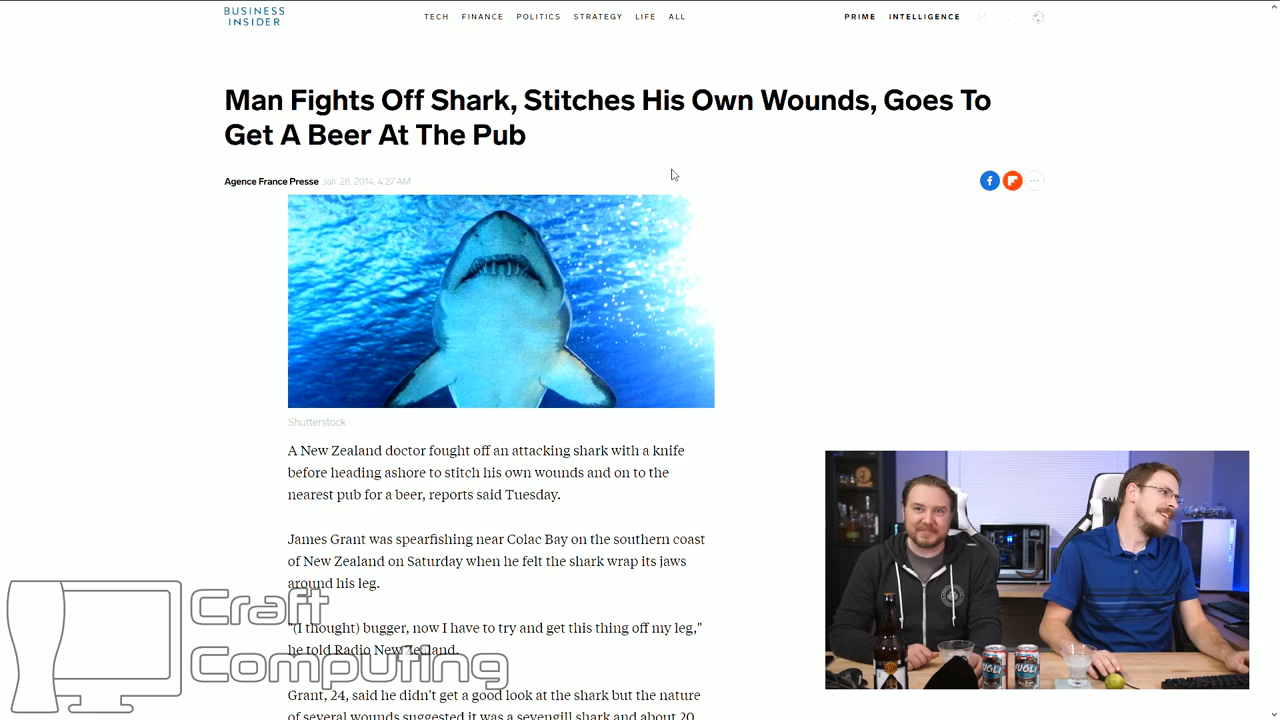 BUSINESS
INSIDER
TECH FINANCE POLITICS STRATEGY LIFE ALL
PRIME INTELLIGENCE
Man Fights Off Shark, Stitches His Own Wounds, Goes To
Get A Beer At The Pub
Agence France Presse Jan. 28, 2014, 4:27 AM
Shutterstock
A New Zealand doctor fought off an attacking shark with a knife
before heading ashore to stitch his own wounds and on to the
nearest pub for a beer, reports said Tuesday.
James Grant was spearfishing near Colac Bay on the southern coast
of New Zealand on Saturday when he felt the shark wrap its jaws
around his leg.
"(I thought) bugger, now I have to try and get this thing off my leg,"
he told Radio New Zealand.
Grant, 24, said he didn't get a good look at the shark but the nature
of several wounds suggested it was a sevengill shark and about 20
Craft
Computing